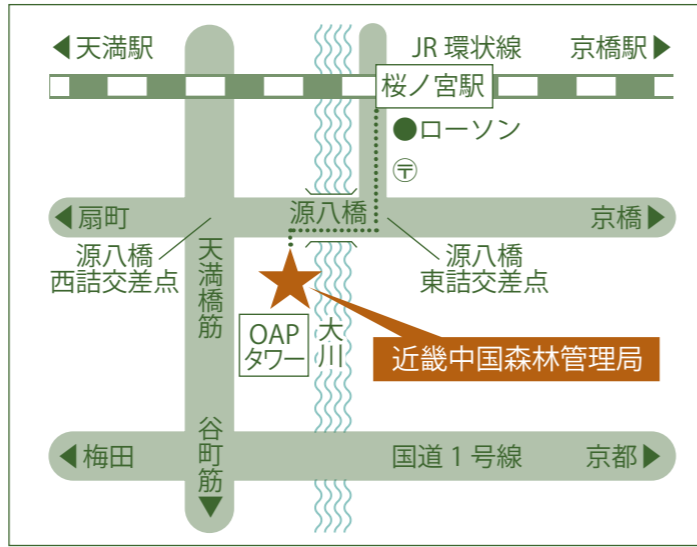 ◀天満駅
JR 環状線
京橋駅▶
桜ノ宮駅
●ローソン
〒
◀扇町
源八橋
京橋▶
源八橋
西詰交差点
源八橋
東詰交差点
天満橋筋
OAP
タワー
大川
近畿中国森林管理局
◀梅田
谷町筋▼
国道 1 号線
京都▶